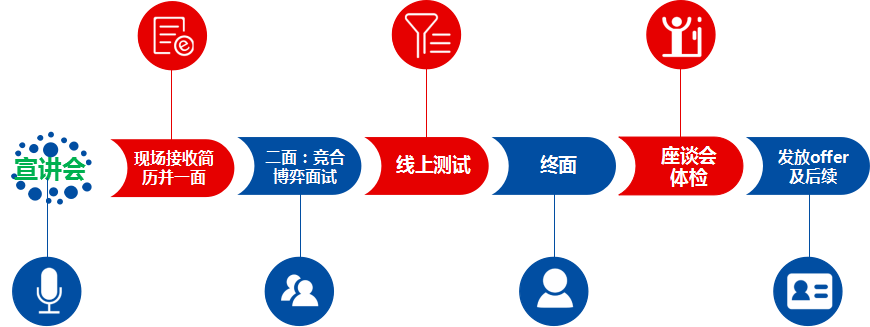 宣讲会
现场接收简
历并一面
二面：竞合
博弈面试
线上测试
终面
座谈会
体检
发放offer
及后续